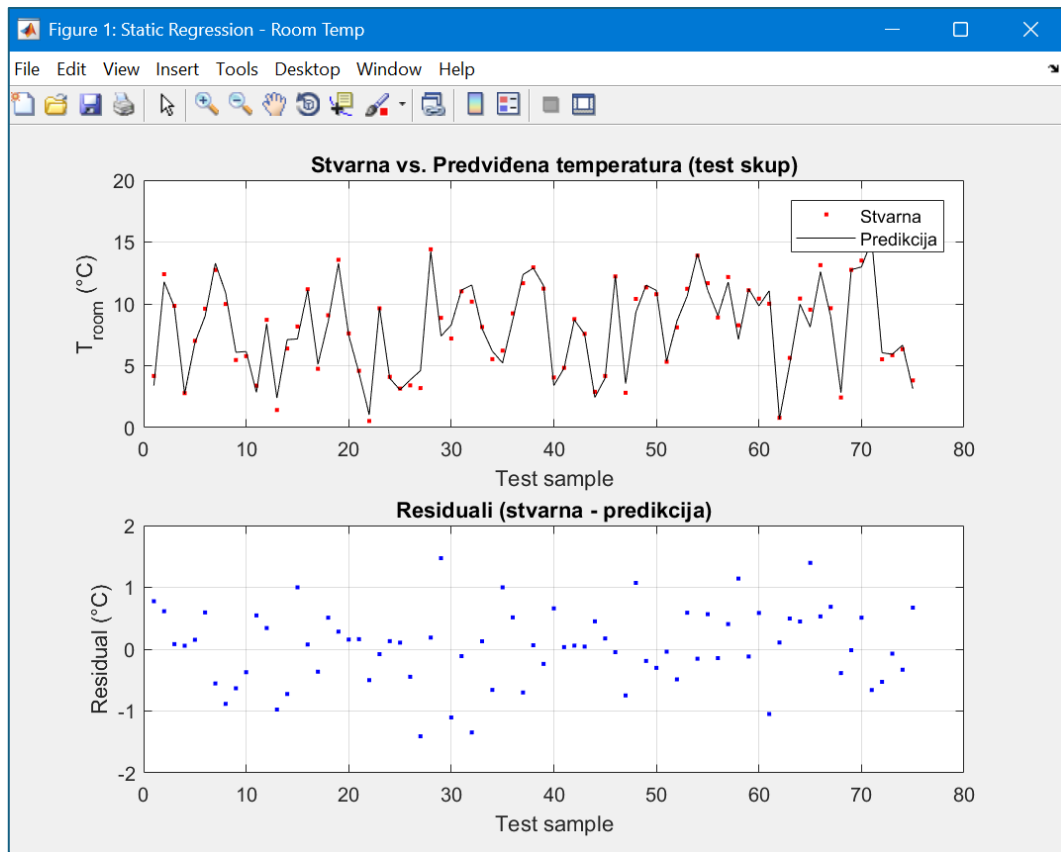 Figure 1: Static Regression - Room Temp
File Edit View Insert Tools Desktop Window Help
Stvarna vs. Predviđena temperatura (test skup)
20
15
10
5
0
T_room (°C)
Stvarna
Predikcija
0 10 20 30 40 50 60 70 80
Test sample
Residuali (stvarna - predikcija)
2
1
0
-1
-2
Residual (°C)
0 10 20 30 40 50 60 70 80
Test sample